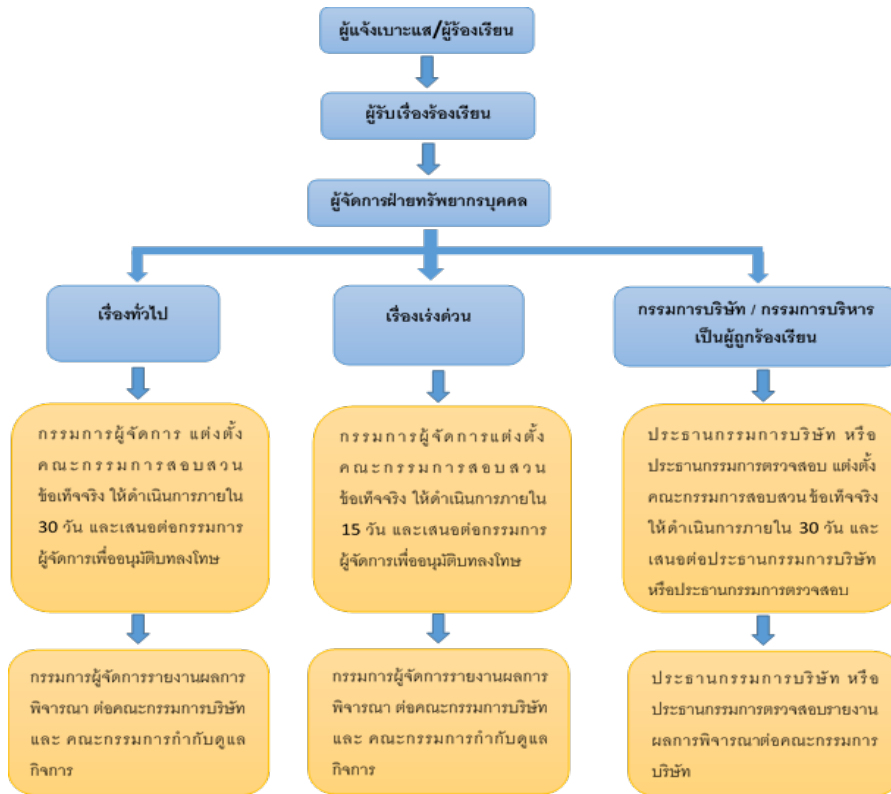 ผู้แจ้งเบาะแส/ผู้ร้องเรียน
ผู้รับเรื่องร้องเรียน
ผู้จัดการฝ่ายทรัพยากรบุคคล
เรื่องทั่วไป
เรื่องเร่งด่วน
กรรมการบริษัท / กรรมการบริหาร
เป็นผู้ถูกร้องเรียน
กรรมการผู้จัดการ แต่งตั้ง
คณะกรรมการสอบสวน
ข้อเท็จจริง ให้ดำเนินการภายใน
30 วัน และเสนอต่อกรรมการ
ผู้จัดการเพื่ออนุมัติบทลงโทษ
กรรมการผู้จัดการแต่งตั้ง
คณะกรรมการสอบสวน
ข้อเท็จจริง ให้ดำเนินการภายใน
15 วัน และเสนอต่อกรรมการ
ผู้จัดการเพื่ออนุมัติบทลงโทษ
ประธานกรรมการบริษัท หรือ
ประธานกรรมการตรวจสอบ แต่งตั้ง
คณะกรรมการสอบสวน ข้อเท็จจริง
ให้ดำเนินการภายใน 30 วัน และ
เสนอต่อประธานกรรมการบริษัท
หรือประธานกรรมการตรวจสอบ
กรรมการผู้จัดการรายงานผลการ
พิจารณา ต่อคณะกรรมการบริษัท
และ คณะกรรมการกำกับดูแล
กิจการ
กรรมการผู้จัดการรายงานผลการ
พิจารณา ต่อคณะกรรมการบริษัท
และ คณะกรรมการกำกับดูแล
กิจการ
ประธานกรรมการบริษัท หรือ
ประธานกรรมการตรวจสอบรายงาน
ผลการพิจารณาต่อคณะกรรมการ
บริษัท